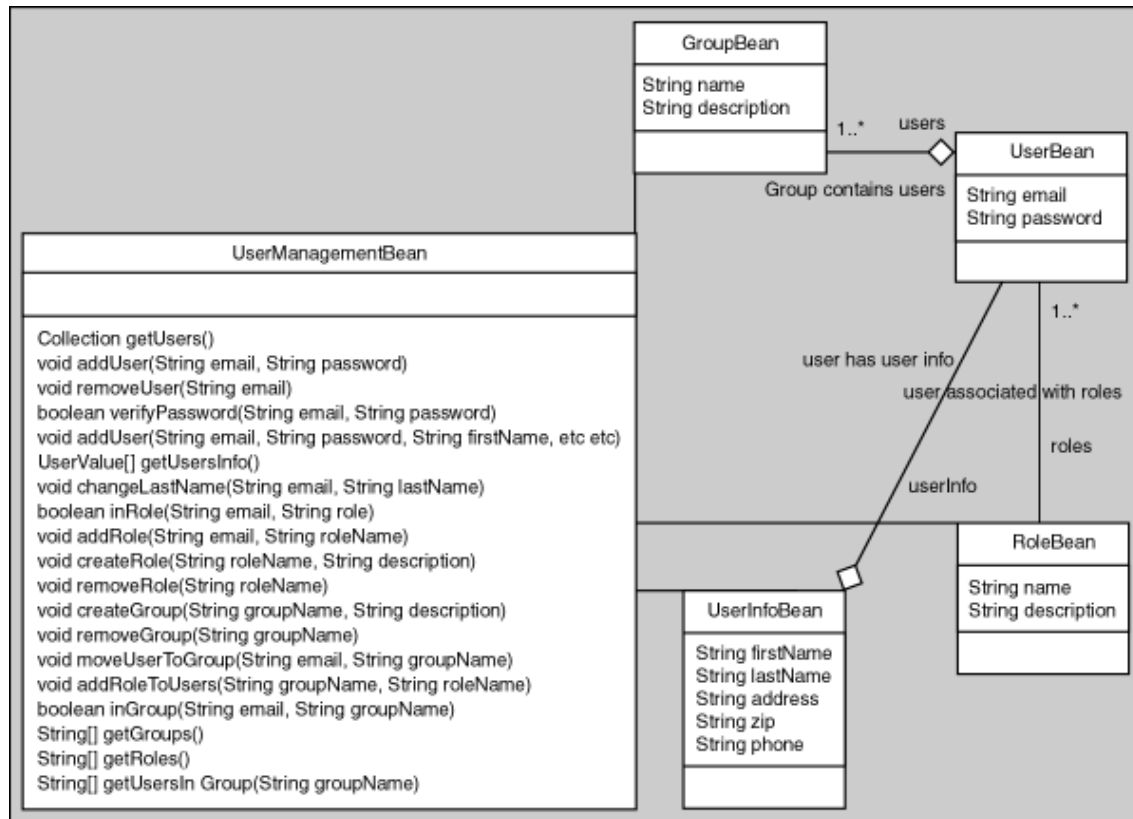 GroupBean
String name
String description
1..*
users
Group contains users
UserBean
String email
String password
UserManagementBean
Collection getUsers()
void addUser(String email, String password)
void removeUser(String email)
boolean verifyPassword(String email, String password)
void addUser(String email, String password, String firstName, etc etc)
UserValue[] getUsersInfo()
void changeLastName(String email, String lastName)
boolean inRole(String email, String role)
void addRole(String email, String roleName)
void createRole(String roleName, String description)
void removeRole(String roleName)
void createGroup(String groupName, String description)
void removeGroup(String groupName)
void moveUserToGroup(String email, String groupName)
void addRoleToUsers(String groupName, String roleName)
boolean inGroup(String email, String groupName)
String[] getGroups()
String[] getRoles()
String[] getUsersIn Group(String groupName)
1..*
user has user info
user associated with roles
roles
userInfo
RoleBean
String name
String description
UserInfoBean
String firstName
String lastName
String address
String zip
String phone